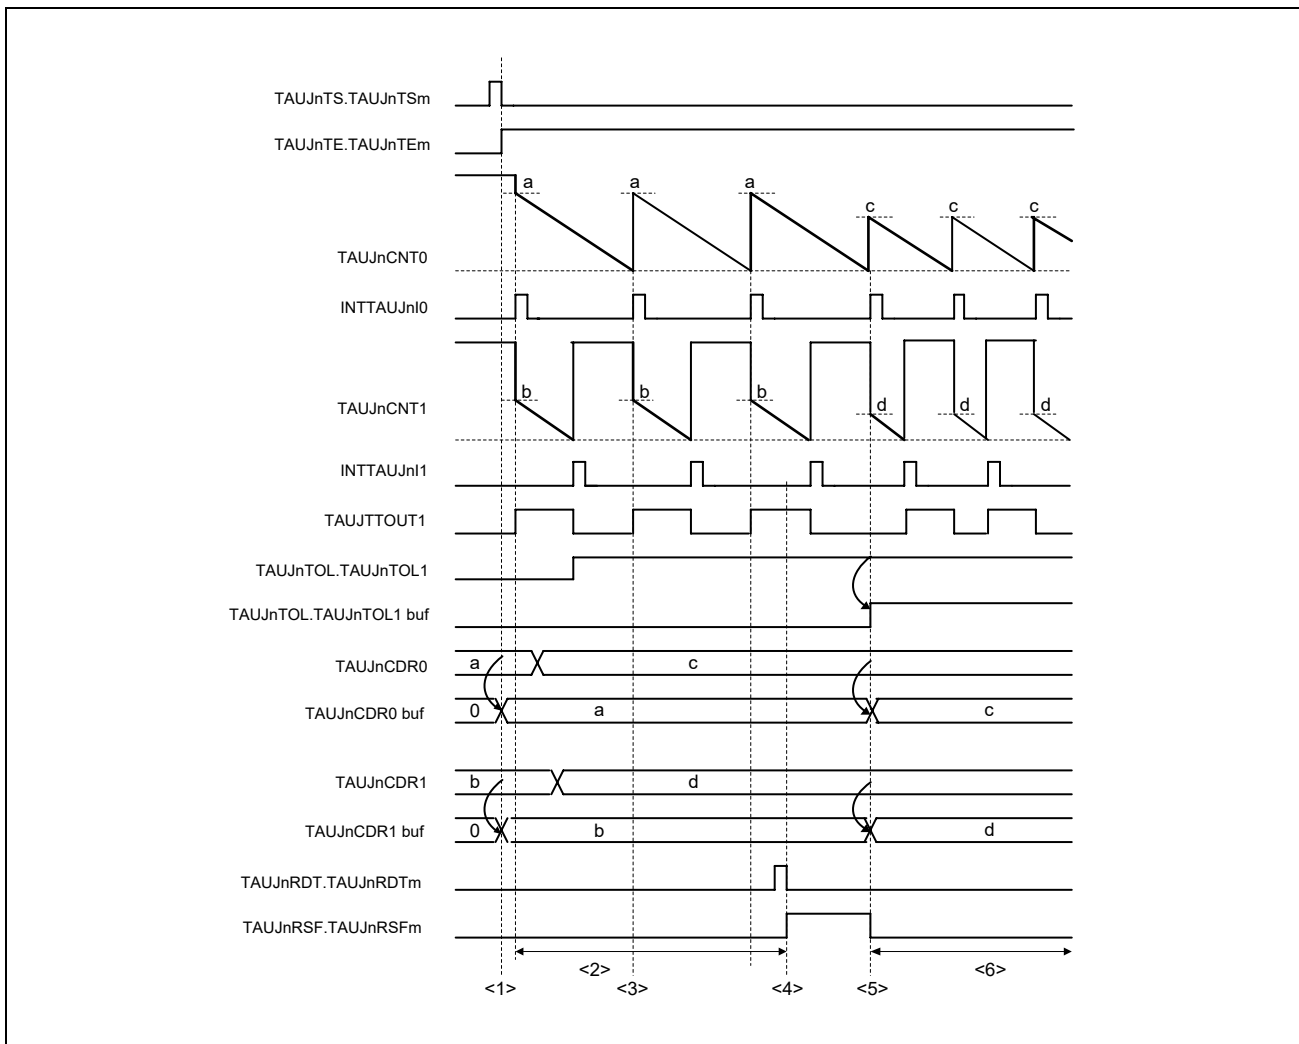 TAUJnTS.TAUJnTSm
TAUJnTE.TAUJnTEm
a a a c c c
TAUJnCNT0
INTTAUJnI0
b b b d d d
TAUJnCNT1
INTTAUJnI1
TAUJTTOUT1
TAUJnTOL.TAUJnTOL1
TAUJnTOL.TAUJnTOL1 buf
TAUJnCDR0 a c
TAUJnCDR0 buf 0 a c
TAUJnCDR1 b d
TAUJnCDR1 buf 0 b d
TAUJnRDT.TAUJnRDTm
TAUJnRSF.TAUJnRSFm
<2> <6>
<1> <3> <4> <5>